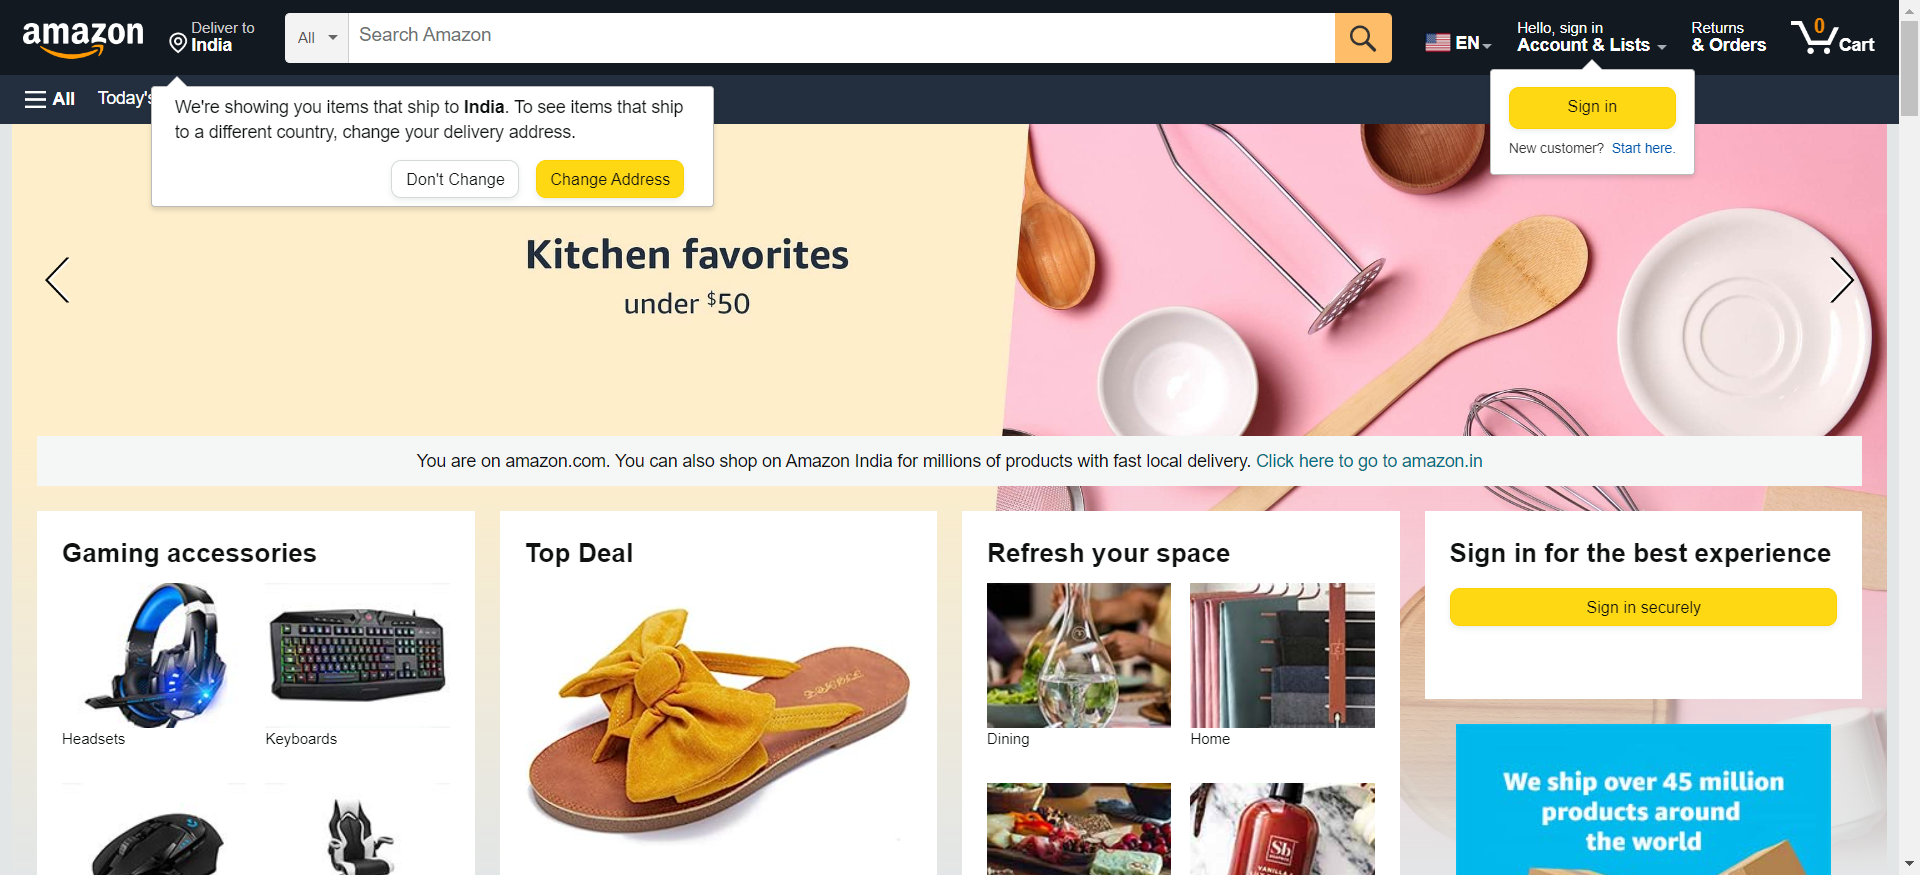 amazon
Deliver to
India
All
Search Amazon
EN
Hello, sign in
Account & Lists
Returns
& Orders
0
Cart
All
Today's
We're showing you items that ship to India. To see items that ship
to a different country, change your delivery address.
Don't Change
Change Address
Sign in
New customer? Start here.
Kitchen favorites
under $50
You are on amazon.com. You can also shop on Amazon India for millions of products with fast local delivery. Click here to go to amazon.in
Gaming accessories
Headsets
Keyboards
Top Deal
Refresh your space
Dining
Home
Sb
Sign in for the best experience
Sign in securely
We ship over 45 million
products around
the world